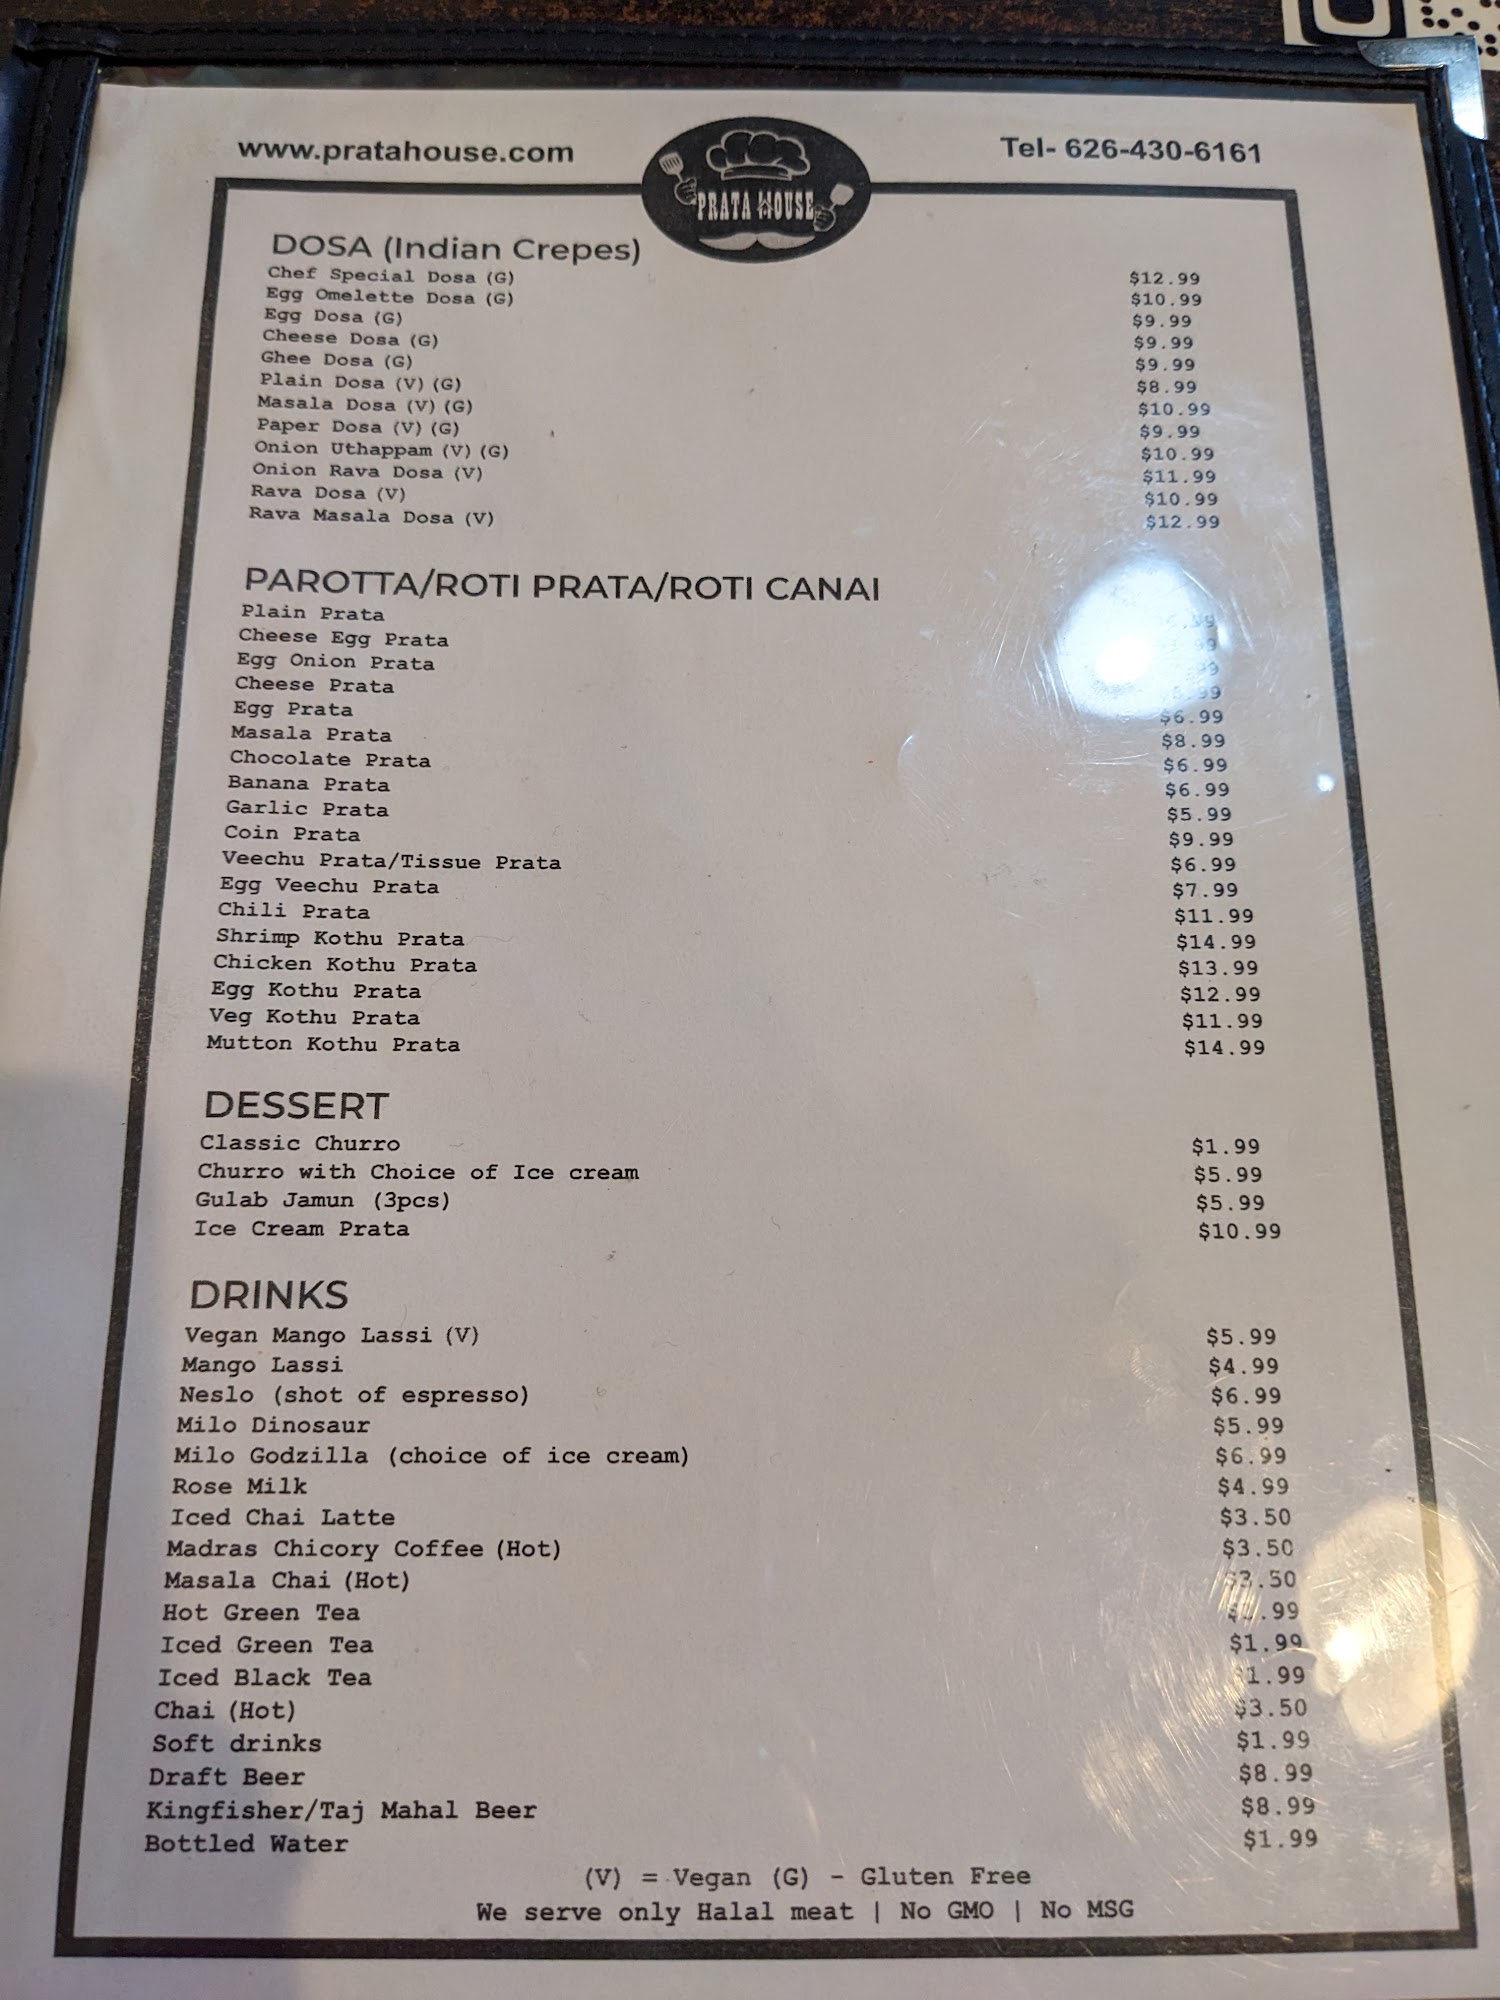 www.pratahouse.com
PRATA HOUSE
Tel- 626-430-6161
DOSA (Indian Crepes)
Chef Special Dosa (G) $12.99
Egg Omelette Dosa (G) $10.99
Egg Dosa (G) $9.99
Cheese Dosa (G) $9.99
Ghee Dosa (G) $9.99
Plain Dosa (V) (G) $8.99
Masala Dosa (V) (G) $10.99
Paper Dosa (V) (G) $9.99
Onion Uthappam (V) (G) $10.99
Onion Rava Dosa (V) $11.99
Rava Dosa (V) $10.99
Rava Masala Dosa (V) $12.99
PAROTTA/ROTI PRATA/ROTI CANAI
Plain Prata
Cheese Egg Prata
Egg Onion Prata
Cheese Prata
Egg Prata $6.99
Masala Prata $8.99
Chocolate Prata $6.99
Banana Prata $6.99
Garlic Prata $5.99
Coin Prata $9.99
Veechu Prata/Tissue Prata $6.99
Egg Veechu Prata $7.99
Chili Prata $11.99
Shrimp Kothu Prata $14.99
Chicken Kothu Prata $13.99
Egg Kothu Prata $12.99
Veg Kothu Prata $11.99
Mutton Kothu Prata $14.99
DESSERT
Classic Churro $1.99
Churro with Choice of Ice cream $5.99
Gulab Jamun (3pcs) $5.99
Ice Cream Prata $10.99
DRINKS
Vegan Mango Lassi (V) $5.99
Mango Lassi $4.99
Neslo (shot of espresso) $6.99
Milo Dinosaur $5.99
Milo Godzilla (choice of ice cream) $6.99
Rose Milk $4.99
Iced Chai Latte $3.50
Madras Chicory Coffee (Hot) $3.50
Masala Chai (Hot) $3.50
Hot Green Tea
Iced Green Tea $1.99
Iced Black Tea $1.99
Chai (Hot) $3.50
Soft drinks $1.99
Draft Beer $8.99
Kingfisher/Taj Mahal Beer $8.99
Bottled Water $1.99
(V) = Vegan (G) - Gluten Free
We serve only Halal meat | No GMO | No MSG